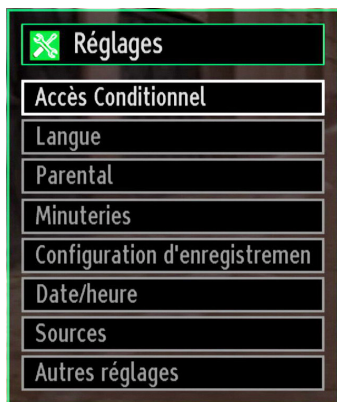 Réglages
Accès Conditionnel
Langue
Parental
Minuteries
Configuration d'enregistremen
Date/heure
Sources
Autres réglages